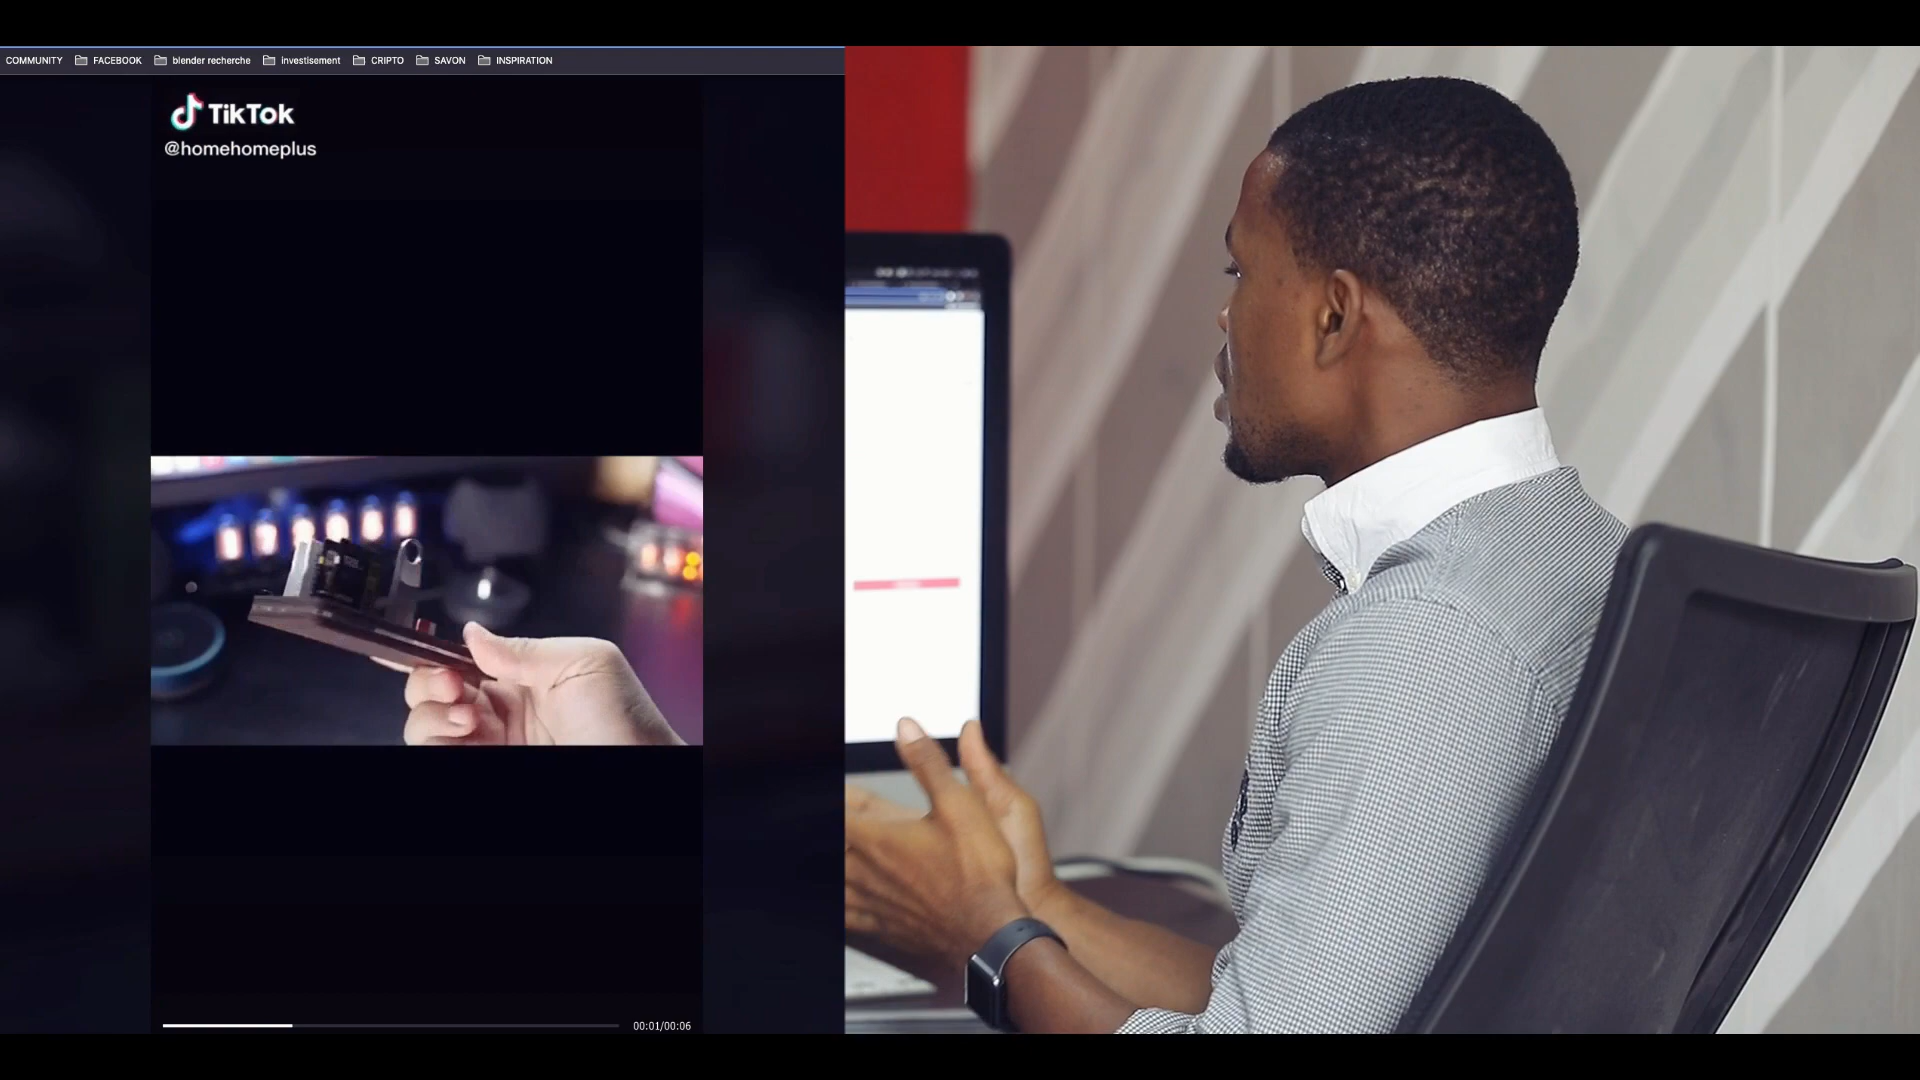 COMMUNITY FACEBOOK blender recherche investisement CRIPTO SAVON INSPIRATION
TikTok
@homehomeplus
00:01/00:06